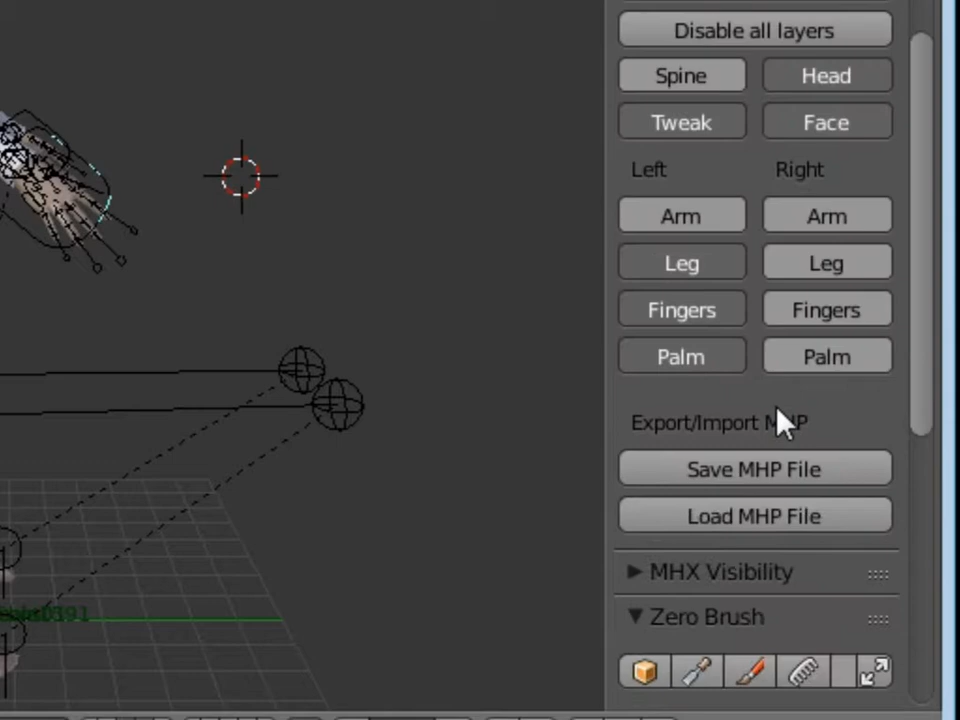 Disable all layers
Spine Head
Tweak Face
Left Right
Arm Arm
Leg Leg
Fingers Fingers
Palm Palm
Export/Import
Save MHP File
Load MHP File
MHX Visibility
Zero Brush